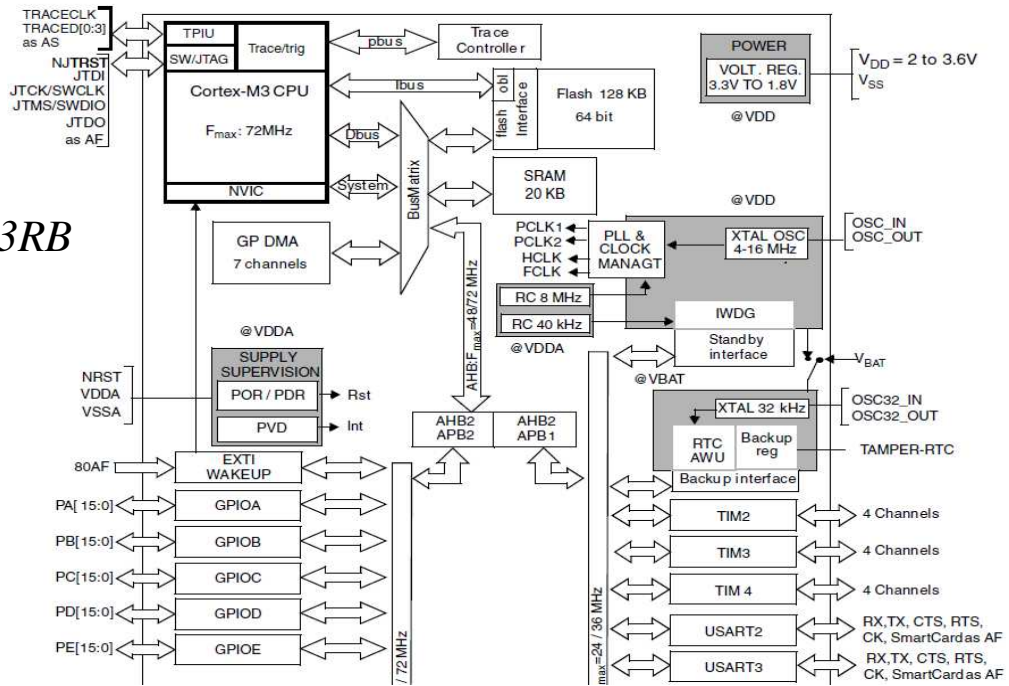 TRACECLK
TRACED[0:3]
as AS
NJTRST
JTDI
JTCK/SWCLK
JTMS/SWDIO
JTDO
as AF
TPIU
SW/JTAG
Trace/trig
Cortex-M3 CPU
Fmax: 72MHz
NVIC
pbus
Trace
Controller
Ibus
Dbus
System
BusMatrix
flash obl
Interface
Flash 128 KB
64 bit
SRAM
20 KB
POWER
VOLT. REG.
3.3V TO 1.8V
@VDD
VDD = 2 to 3.6V
VSS
3RB
GP DMA
7 channels
AHB:Fmax=48/72 MHz
@VDD
PCLK1
PCLK2
HCLK
FCLK
PLL &
CLOCK
MANAGT
XTAL OSC
4-16 MHz
OSC_IN
OSC_OUT
RC 8 MHz
RC 40 kHz
@VDDA
IWDG
Standby
interface
VBAT
@VBAT
@VDDA
SUPPLY
SUPERVISION
POR / PDR
PVD
Rst
Int
NRST
VDDA
VSSA
AHB2
APB2
AHB2
APB1
XTAL 32 kHz
OSC32_IN
OSC32_OUT
RTC
AWU
Backup
reg
TAMPER-RTC
Backup interface
80AF
EXTI
WAKEUP
PA[15:0]
GPIOA
PB[15:0]
GPIOB
PC[15:0]
GPIOC
PD[15:0]
GPIOD
PE[15:0]
GPIOE
/ 72 MHz
max=24 / 36 MHz
TIM2
4 Channels
TIM3
4 Channels
TIM 4
4 Channels
USART2
RX,TX, CTS, RTS,
CK, SmartCard as AF
USART3
RX,TX, CTS, RTS,
CK, SmartCard as AF